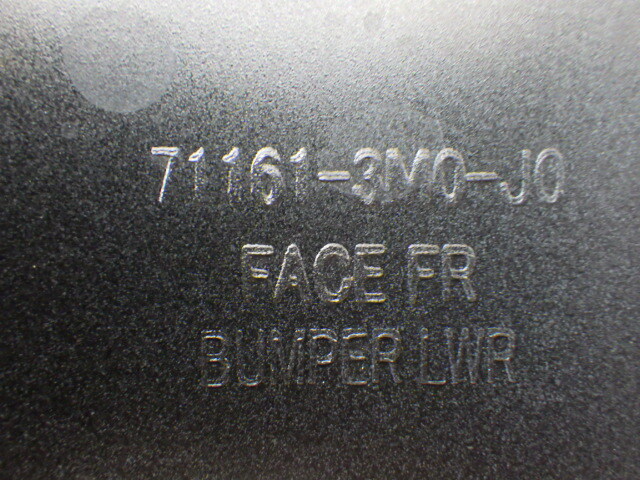 71161-3M0-J0
FACE FR
BUMPER LWR